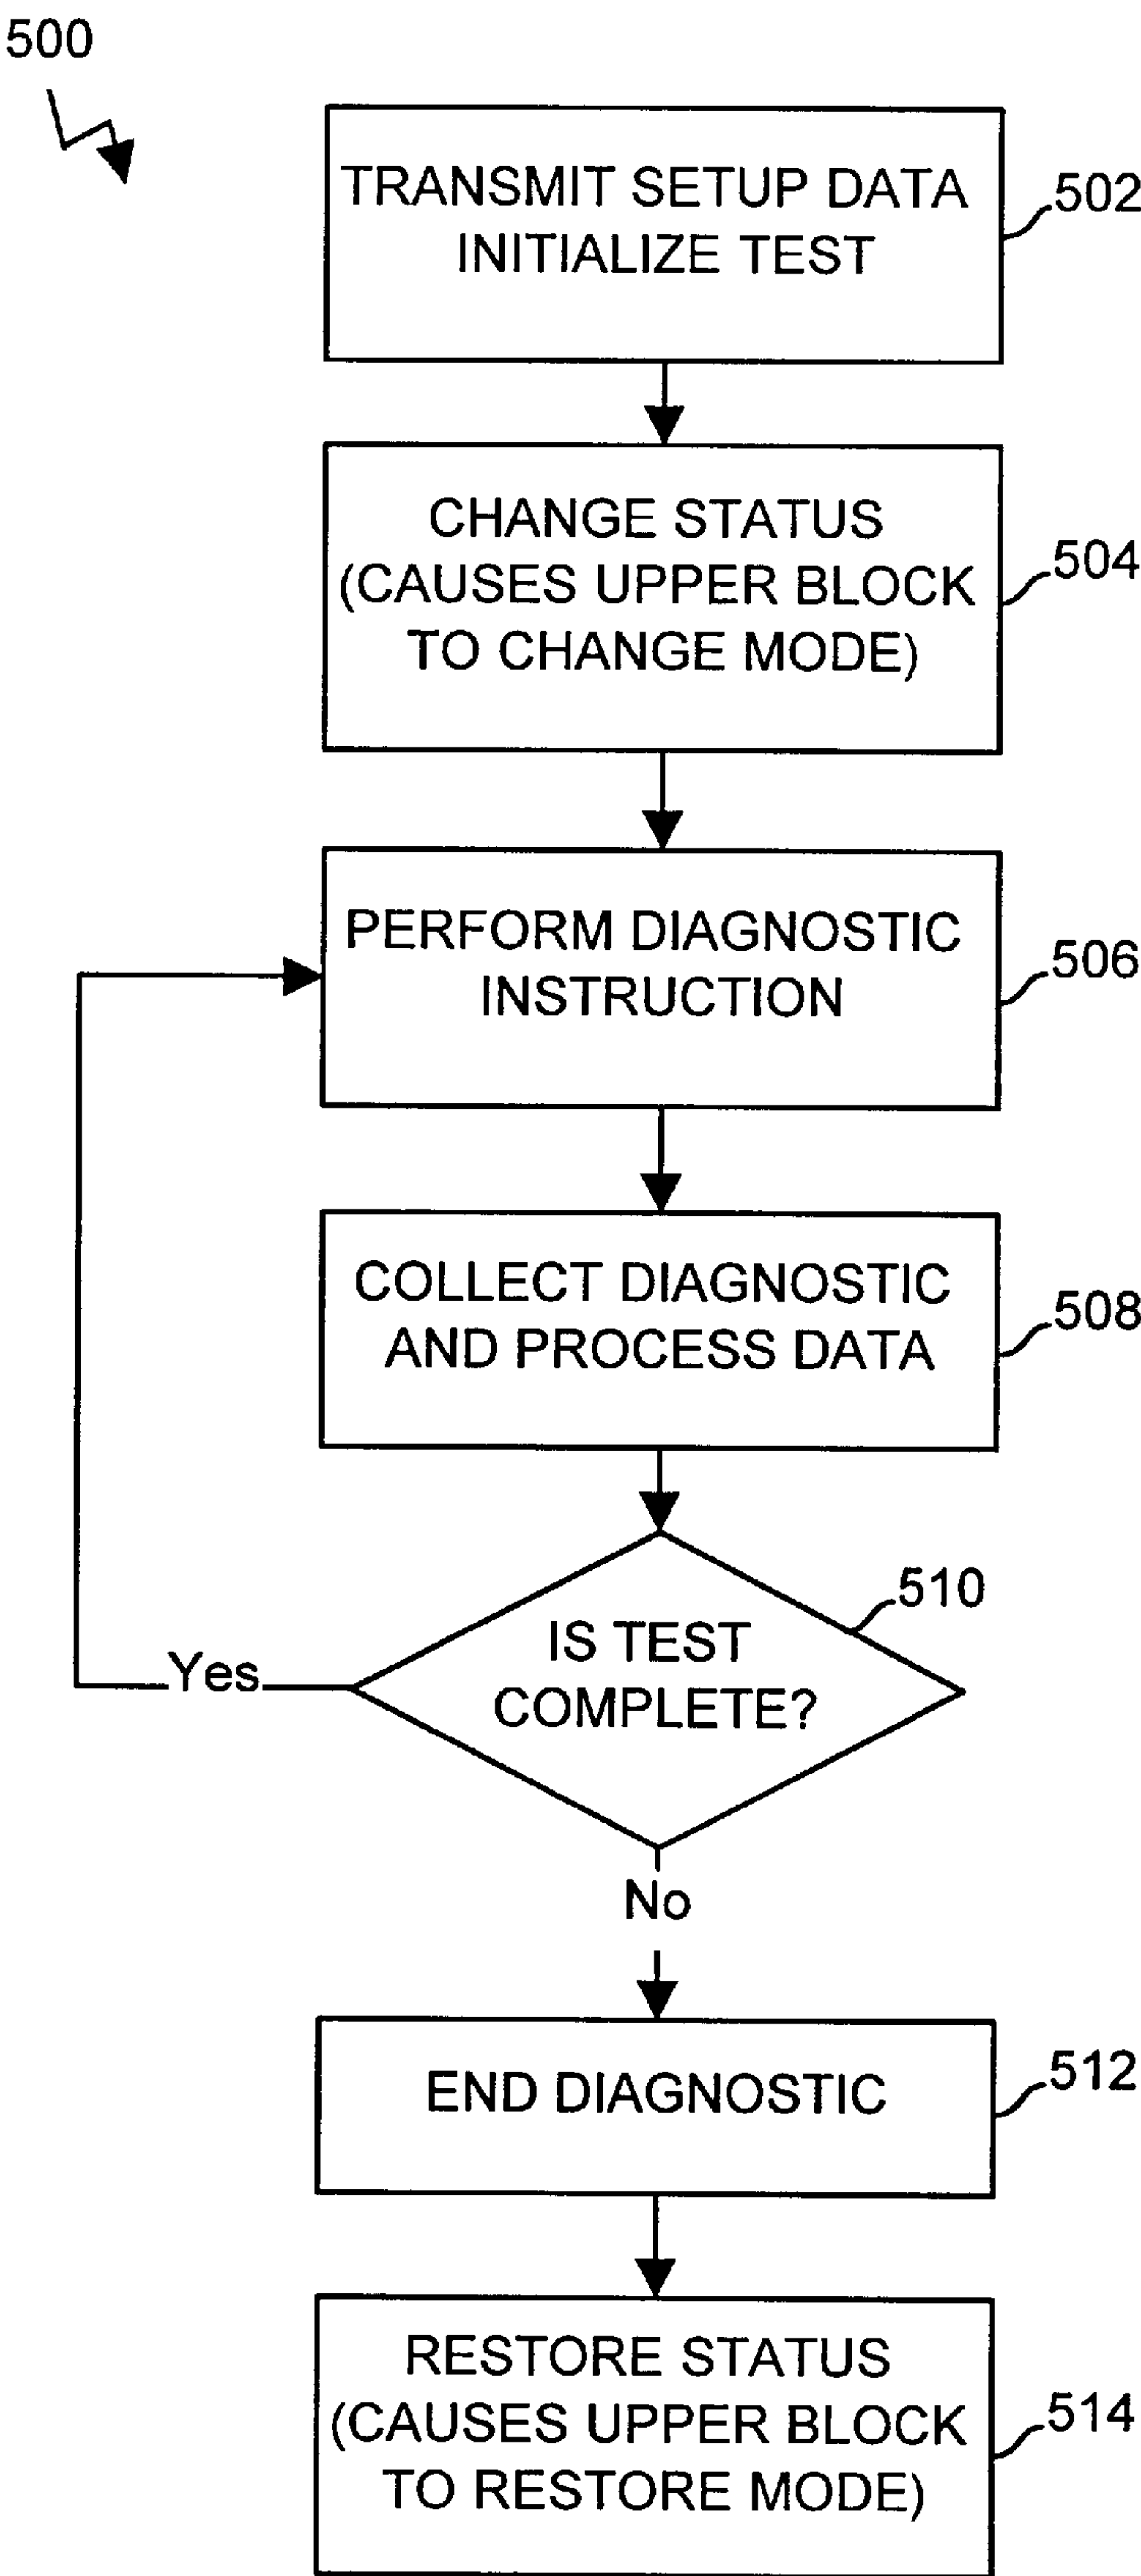 500
TRANSMIT SETUP DATA
INITIALIZE TEST
502
CHANGE STATUS
(CAUSES UPPER BLOCK
TO CHANGE MODE)
504
PERFORM DIAGNOSTIC
INSTRUCTION
506
COLLECT DIAGNOSTIC
AND PROCESS DATA
508
IS TEST
COMPLETE?
510
Yes
No
END DIAGNOSTIC
512
RESTORE STATUS
(CAUSES UPPER BLOCK
TO RESTORE MODE)
514